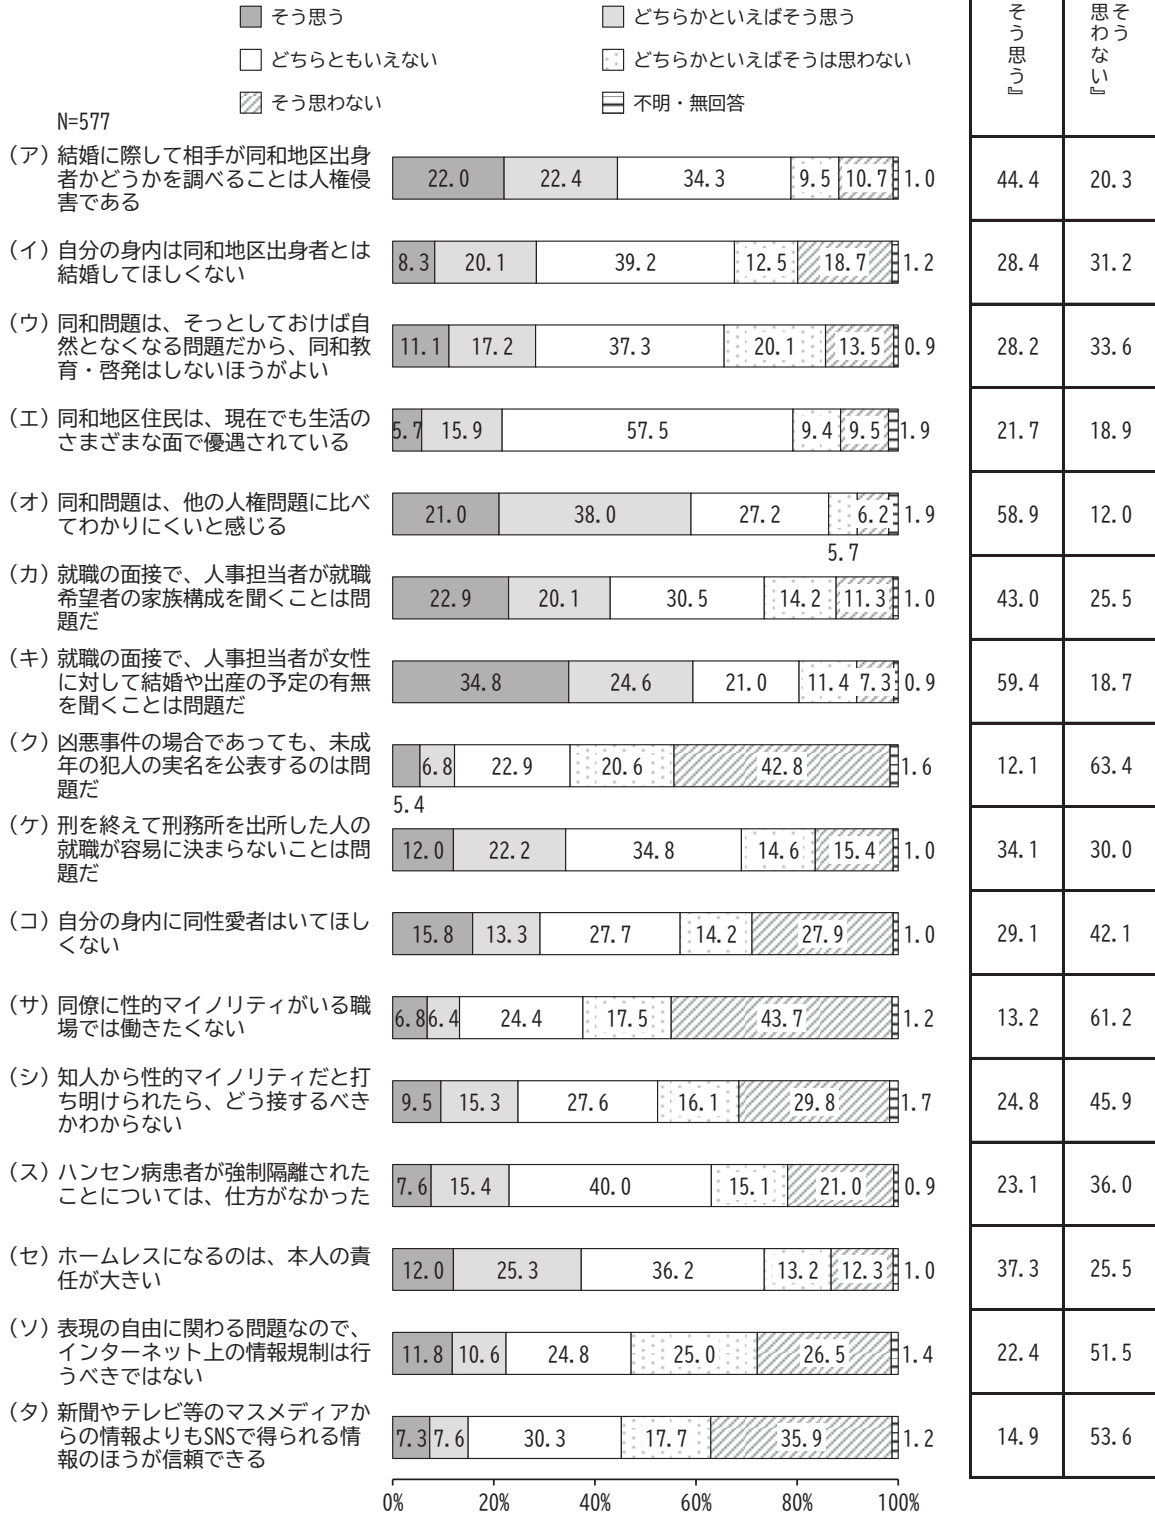 そう思う
どちらかといえばそう思う
どちらともいえない
どちらかといえばそうは思わない
そう思わない
不明・無回答
そう思う』
そう
思わない』
N=577
(ア) 結婚に際して相手が同和地区出身
者かどうかを調べることは人権侵
害である
22.0 22.4 34.3 9.5 10.7 1.0 44.4 20.3
(イ) 自分の身内は同和地区出身者とは
結婚してほしくない
8.3 20.1 39.2 12.5 18.7 1.2 28.4 31.2
(ウ) 同和問題は、そっとしておけば自
然となくなる問題だから、同和教
育・啓発はしないほうがよい
11.1 17.2 37.3 20.1 13.5 0.9 28.2 33.6
(エ) 同和地区住民は、現在でも生活の
さまざまな面で優遇されている
5.7 15.9 57.5 9.4 9.5 1.9 21.7 18.9
(オ) 同和問題は、他の人権問題に比べ
てわかりにくいと感じる
21.0 38.0 27.2 6.2 1.9 58.9 12.0
5.7
(カ) 就職の面接で、人事担当者が就職
希望者の家族構成を聞くことは問
題だ
22.9 20.1 30.5 14.2 11.3 1.0 43.0 25.5
(キ) 就職の面接で、人事担当者が女性
に対して結婚や出産の予定の有無
を聞くことは問題だ
34.8 24.6 21.0 11.4 7.3 0.9 59.4 18.7
(ク) 凶悪事件の場合であっても、未成
年の犯人の実名を公表するのは問
題だ
6.8 22.9 20.6 42.8 1.6 12.1 63.4
5.4
(ケ) 刑を終えて刑務所を出所した人の
就職が容易に決まらないことは問
題だ
12.0 22.2 34.8 14.6 15.4 1.0 34.1 30.0
(コ) 自分の身内に同性愛者はいてほし
くない
15.8 13.3 27.7 14.2 27.9 1.0 29.1 42.1
(サ) 同僚に性的マイノリティがいる職
場では働きたくない
6.8 6.4 24.4 17.5 43.7 1.2 13.2 61.2
(シ) 知人から性的マイノリティだと打
ち明けられたら、どう接するべき
かわからない
9.5 15.3 27.6 16.1 29.8 1.7 24.8 45.9
(ス) ハンセン病患者が強制隔離された
ことについては、仕方がなかった
7.6 15.4 40.0 15.1 21.0 0.9 23.1 36.0
(セ) ホームレスになるのは、本人の責
任が大きい
12.0 25.3 36.2 13.2 12.3 1.0 37.3 25.5
(ソ) 表現の自由に関わる問題なので、
インターネット上の情報規制は行
うべきではない
11.8 10.6 24.8 25.0 26.5 1.4 22.4 51.5
(タ) 新聞やテレビ等のマスメディアか
らの情報よりもSNSで得られる情
報のほうが信頼できる
7.3 7.6 30.3 17.7 35.9 1.2 14.9 53.6
0% 20% 40% 60% 80% 100%